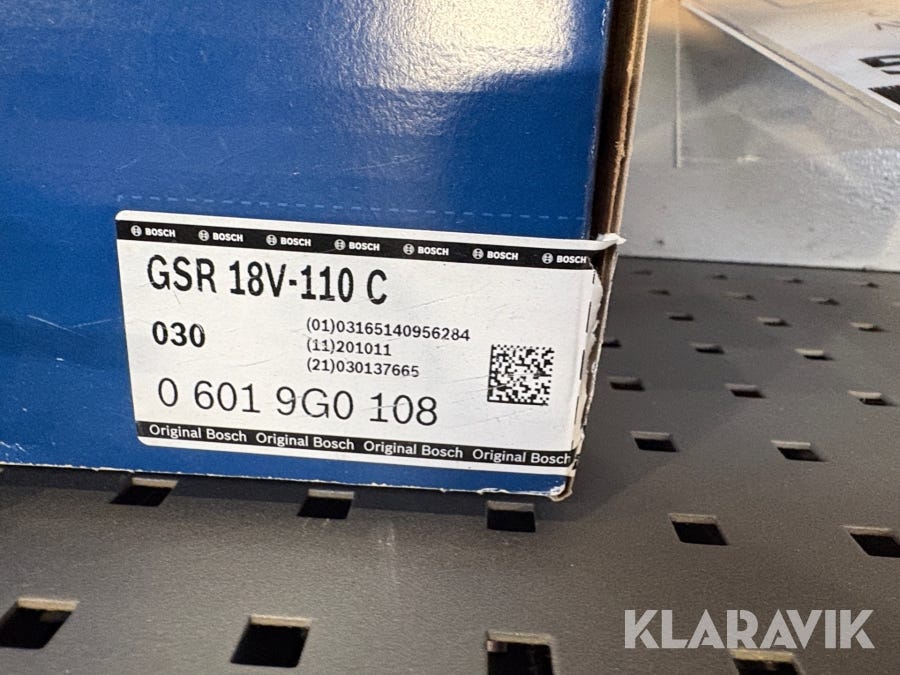 BOSCH BOSCH BOSCH BOSCH BOSCH BOSCH BOSCH
GSR 18V-110 C
030
(01)03165140956284
(11)201011
(21)030137665
0 601 9G0 108
Original Bosch Original Bosch Original Bosch Original Bosch
KLARAVIK